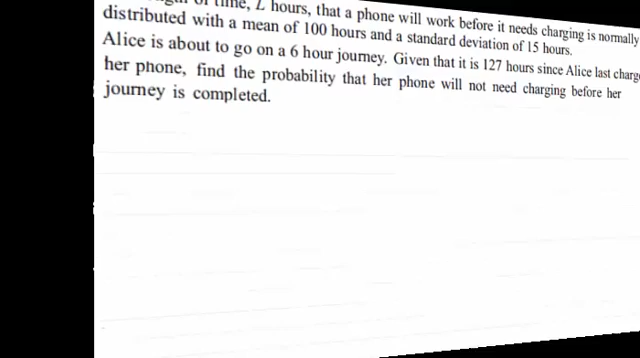 time, L hours, that a phone will work before it needs charging is normally
distributed with a mean of 100 hours and a standard deviation of 15 hours.
Alice is about to go on a 6 hour journey. Given that it is 127 hours since Alice last
her phone, find the probability that her phone will not need charging before her
journey is completed.